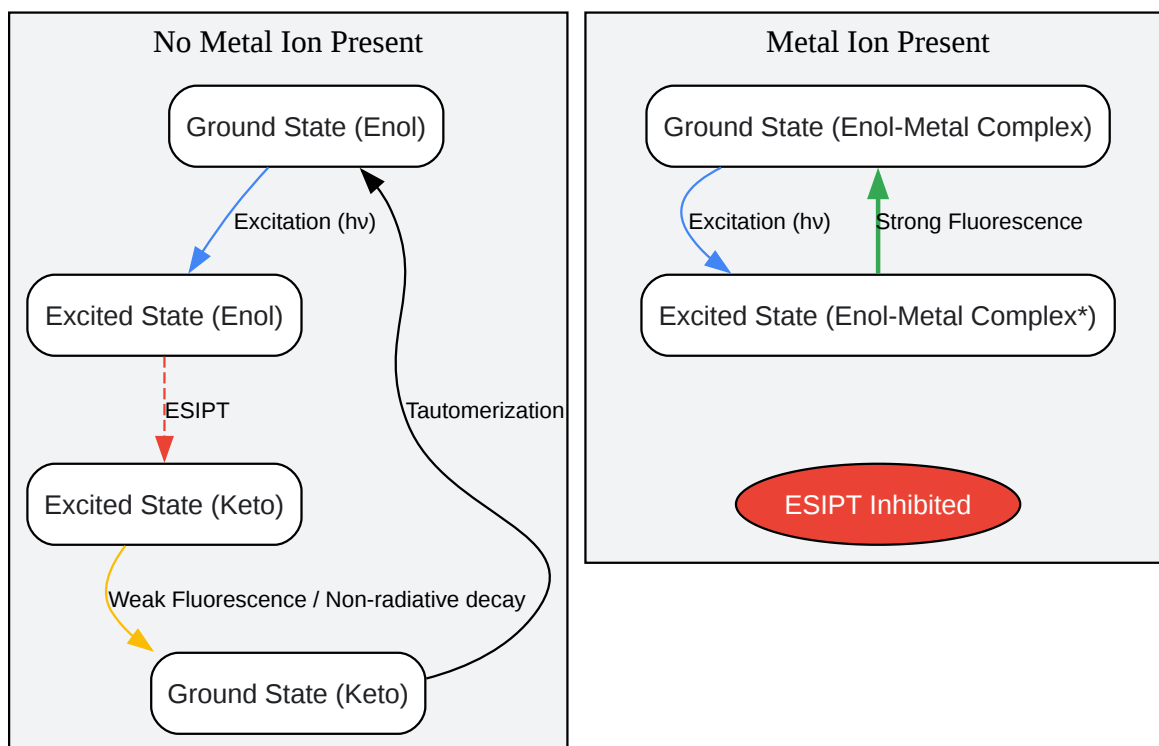 No Metal Ion Present
Ground State (Enol)
Excitation (hν)
Excited State (Enol)
ESIPT
Tautomerization
Excited State (Keto)
Weak Fluorescence / Non-radiative decay
Ground State (Keto)
Metal Ion Present
Ground State (Enol-Metal Complex)
Excitation (hν)
Strong Fluorescence
Excited State (Enol-Metal Complex*)
ESIPT Inhibited